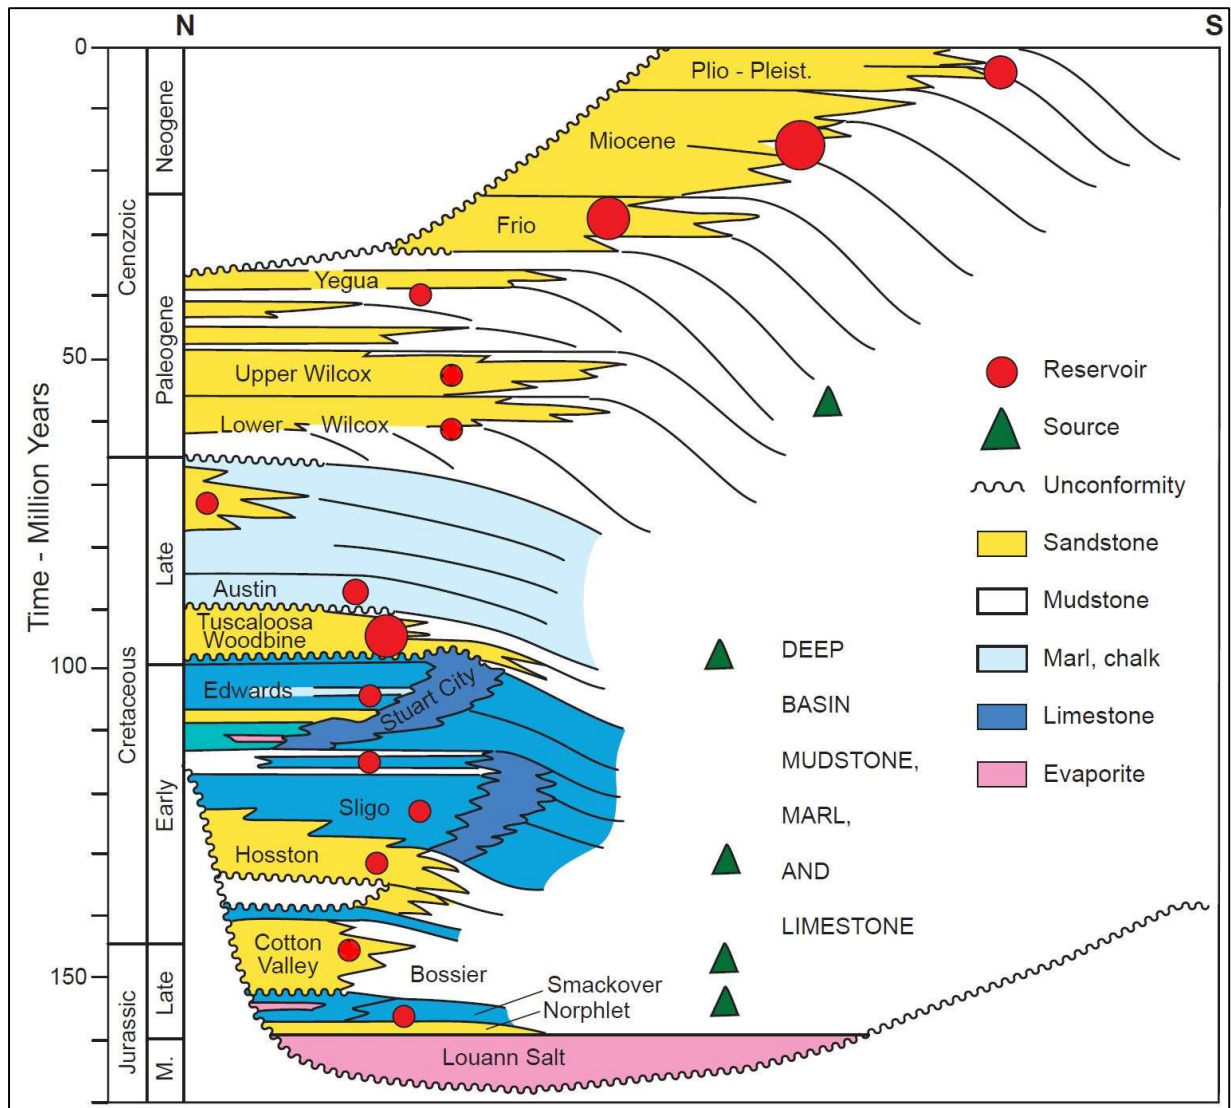 N
S
0
50
100
150
Time - Million Years
Cenozoic
Cretaceous
Jurassic
Neogene
Paleogene
Late
Early
Late
M.
Plio - Pleist.
Miocene
Frio
Yegua
Upper Wilcox
Lower Wilcox
Austin
Tuscaloosa
Woodbine
Edwards
Stuart City
Sligo
Hosston
Cotton
Valley
Bossier
Smackover
Norphlet
Louann Salt
DEEP
BASIN
MUDSTONE,
MARL,
AND
LIMESTONE
Reservoir
Source
Unconformity
Sandstone
Mudstone
Marl, chalk
Limestone
Evaporite